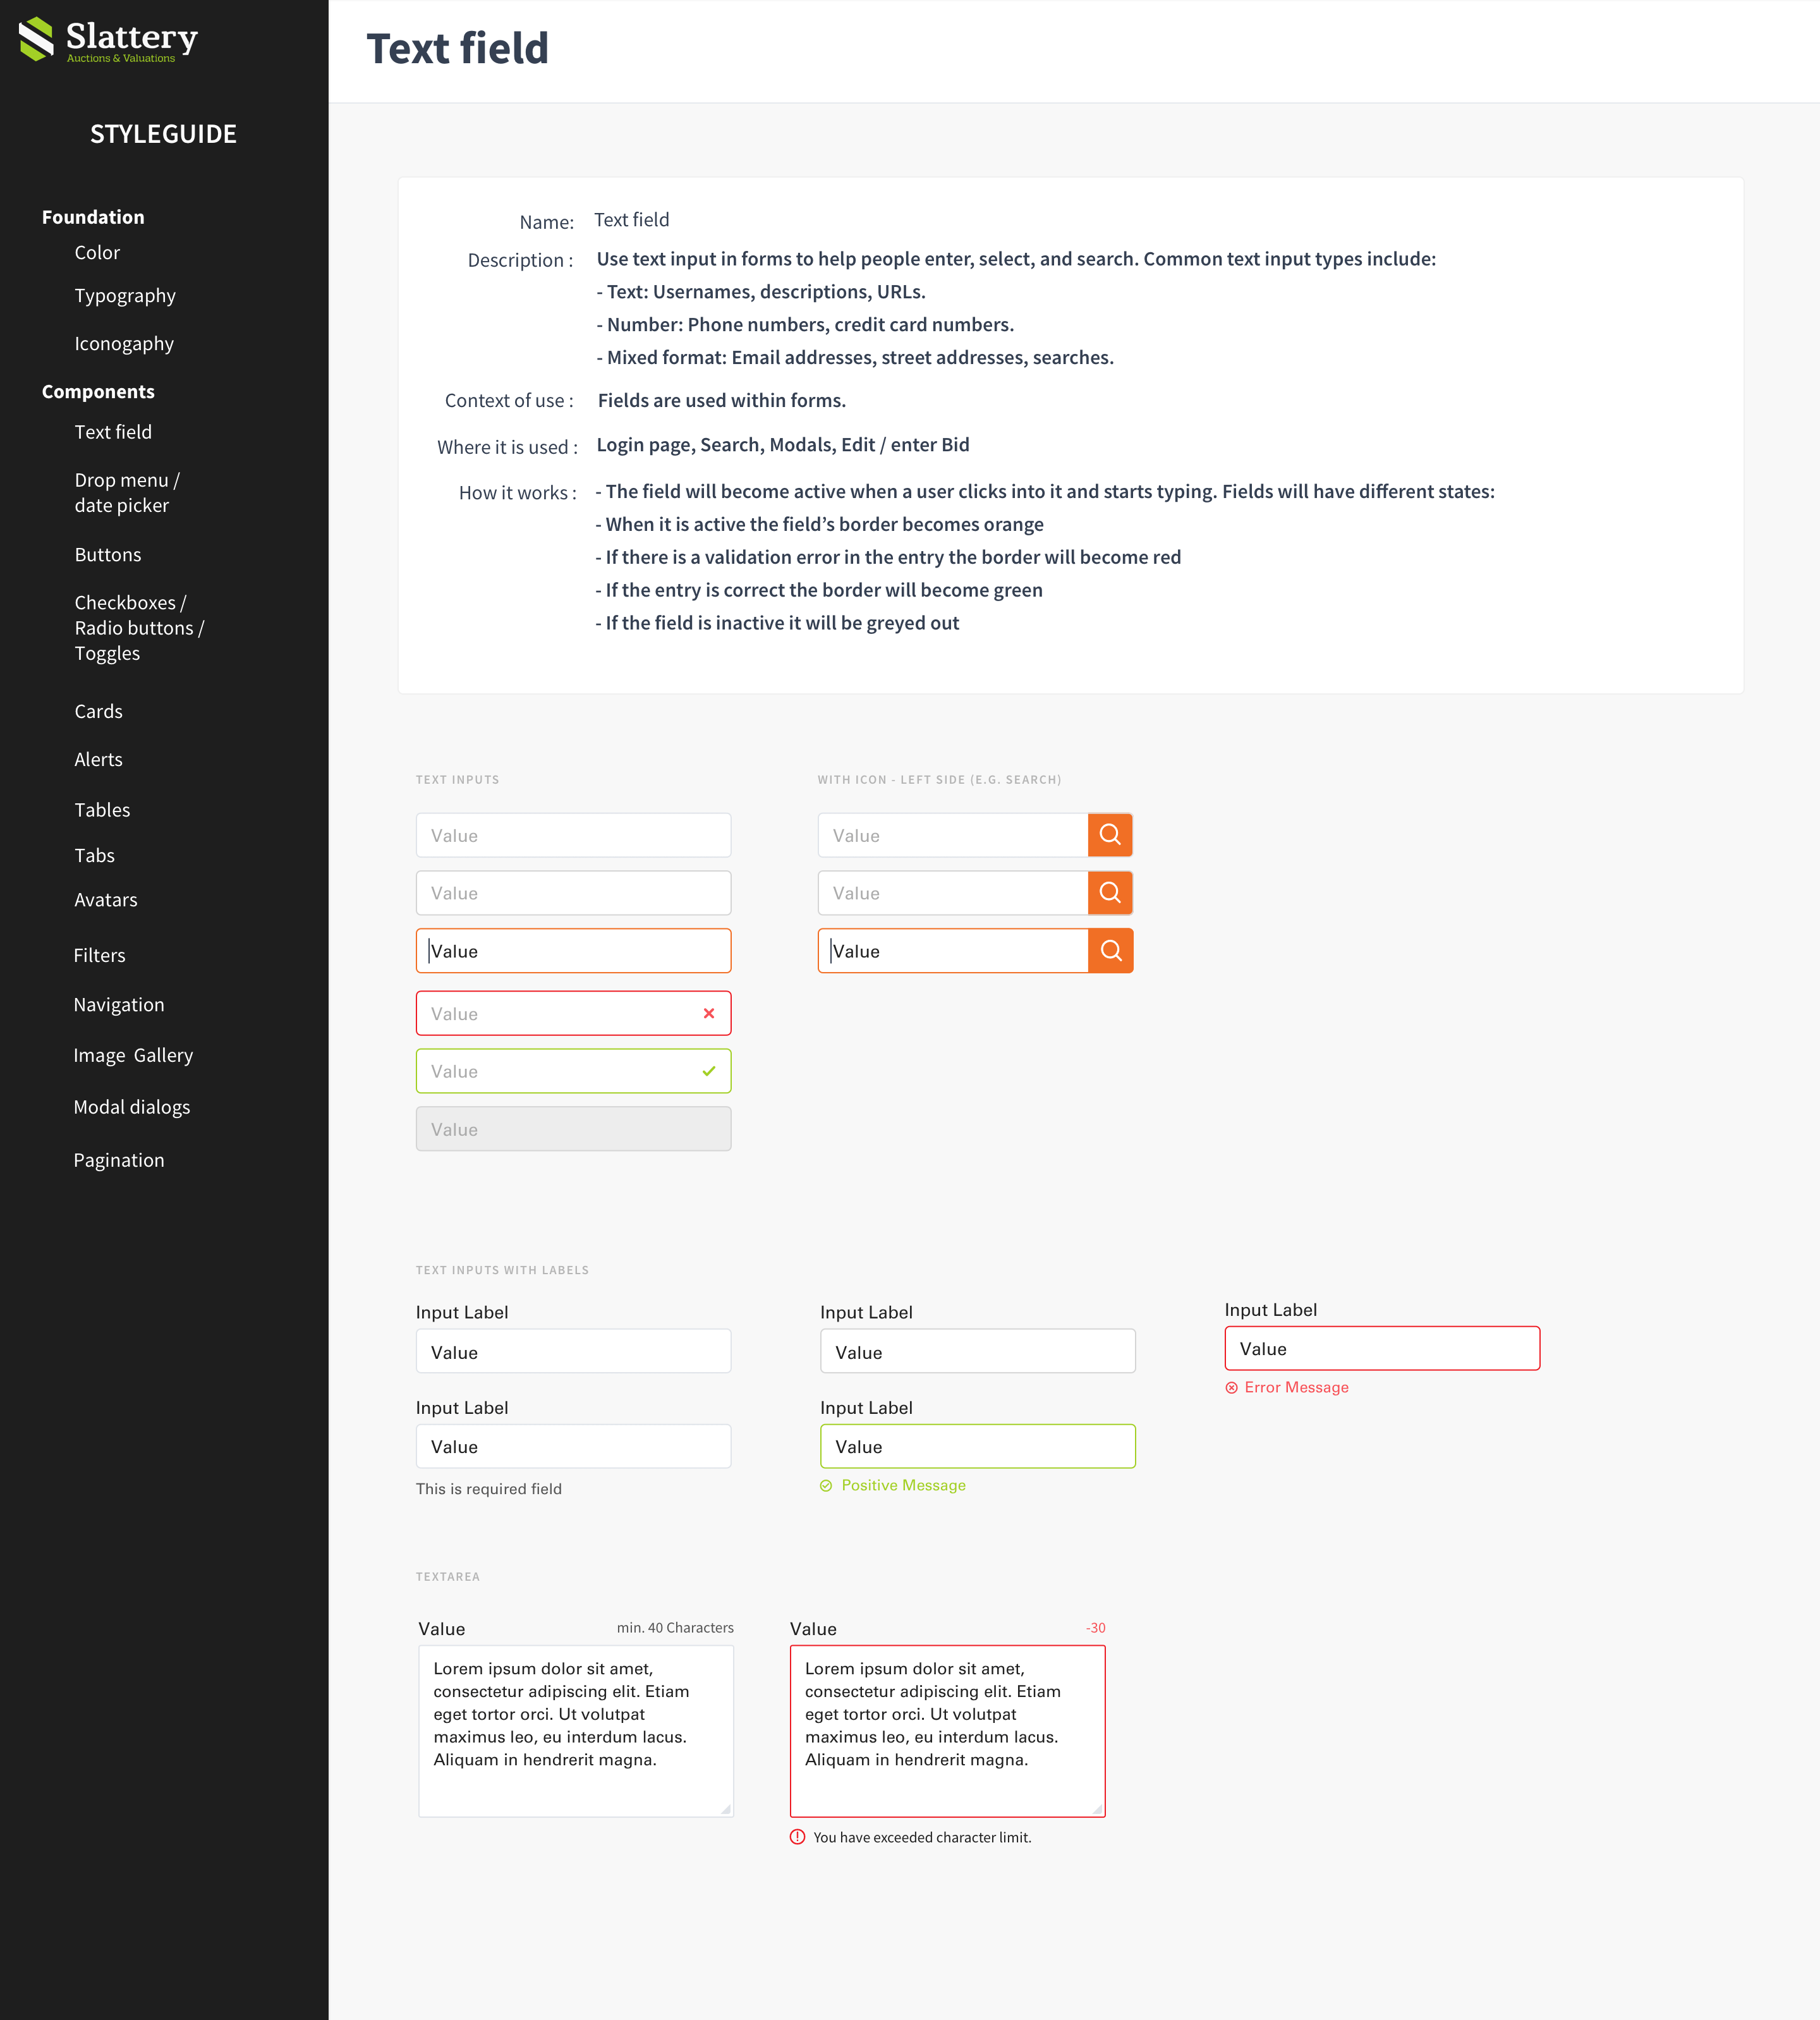 Slattery
Auctions & Valuations
STYLEGUIDE
Foundation
Color
Typography
Iconogaphy
Components
Text field
Drop menu /
date picker
Buttons
Checkboxes /
Radio buttons /
Toggles
Cards
Alerts
Tables
Tabs
Avatars
Filters
Navigation
Image Gallery
Modal dialogs
Pagination
Text field
Name: Text field
Description : Use text input in forms to help people enter, select, and search. Common text input types include:
- Text: Usernames, descriptions, URLs.
- Number: Phone numbers, credit card numbers.
- Mixed format: Email addresses, street addresses, searches.
Context of use : Fields are used within forms.
Where it is used : Login page, Search, Modals, Edit / enter Bid
How it works : - The field will become active when a user clicks into it and starts typing. Fields will have different states:
- When it is active the field’s border becomes orange
- If there is a validation error in the entry the border will become red
- If the entry is correct the border will become green
- If the field is inactive it will be greyed out
TEXT INPUTS
Value
Value
Value
Value
Value
Value
WITH ICON - LEFT SIDE (E.G. SEARCH)
Value
Value
Value
TEXT INPUTS WITH LABELS
Input Label
Value
Input Label
Value
Input Label
Value
Error Message
Input Label
Value
This is required field
Input Label
Value
Positive Message
TEXTAREA
Value min. 40 Characters
Lorem ipsum dolor sit amet,
consectetur adipiscing elit. Etiam
eget tortor orci. Ut volutpat
maximus leo, eu interdum lacus.
Aliquam in hendrerit magna.
Value -30
Lorem ipsum dolor sit amet,
consectetur adipiscing elit. Etiam
eget tortor orci. Ut volutpat
maximus leo, eu interdum lacus.
Aliquam in hendrerit magna.
You have exceeded character limit.